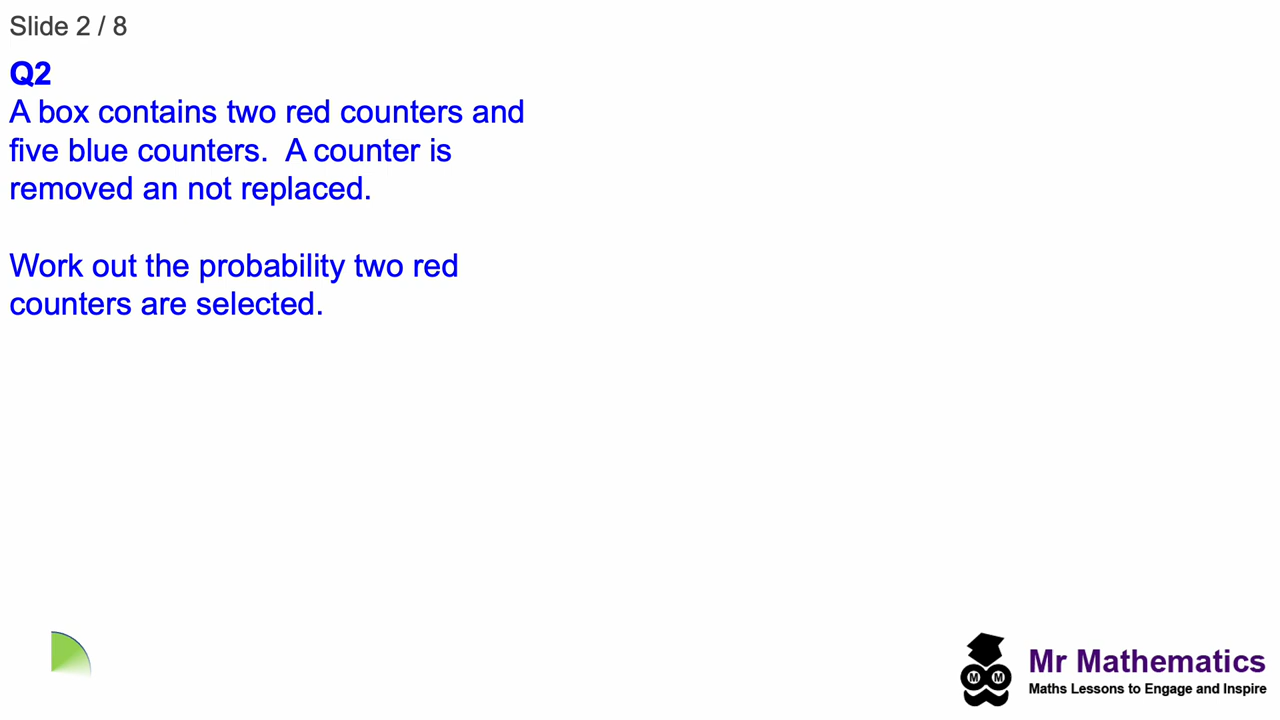 Slide 2 / 8
Q2
A box contains two red counters and
five blue counters.  A counter is
removed an not replaced.
Work out the probability two red
counters are selected.
M M
Mr Mathematics
Maths Lessons to Engage and Inspire